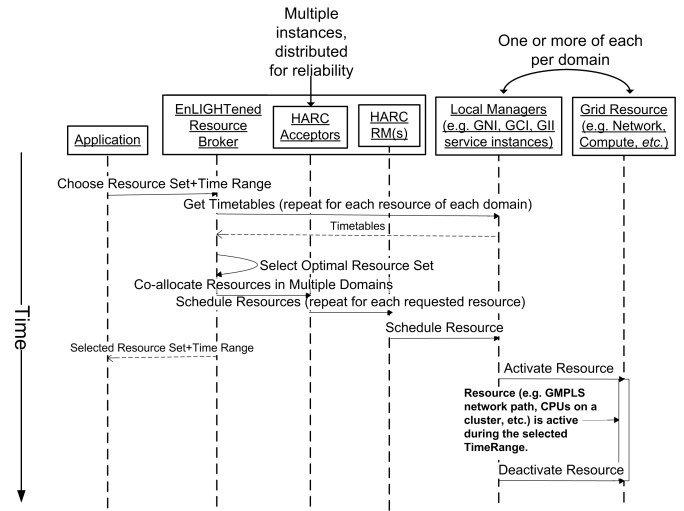 Multiple
instances,
distributed
for reliability
One or more of each
per domain
Application
EnLIGHTened
Resource
Broker
HARC
Acceptors
HARC
RM(s)
Local Managers
(e.g. GNI, GCI, GII
service instances)
Grid Resource
(e.g. Network,
Compute, etc.)
Choose Resource Set+Time Range
Get Timetables (repeat for each resource of each domain)
Timetables
Select Optimal Resource Set
Co-allocate Resources in Multiple Domains
Schedule Resources (repeat for each requested resource)
Schedule Resource
Selected Resource Set+Time Range
Activate Resource
Resource (e.g. GMPLS
network path, CPUs on a
cluster, etc.) is active
during the selected
TimeRange.
Deactivate Resource
Time